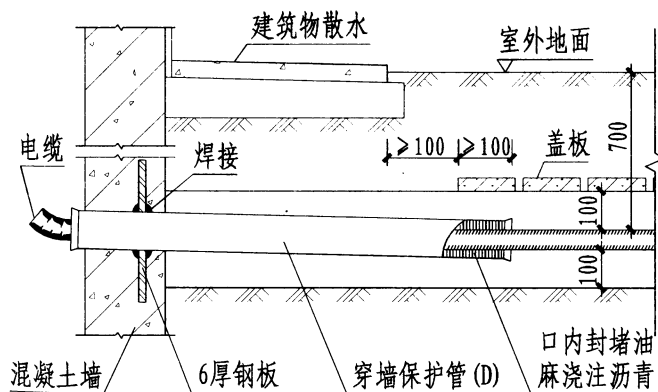 建筑物散水
室外地面
电缆
焊接
≥100
≥100
盖板
700
100
100
混凝土墙
6厚钢板
穿墙保护管(D)
口内封堵油
麻浇注沥青